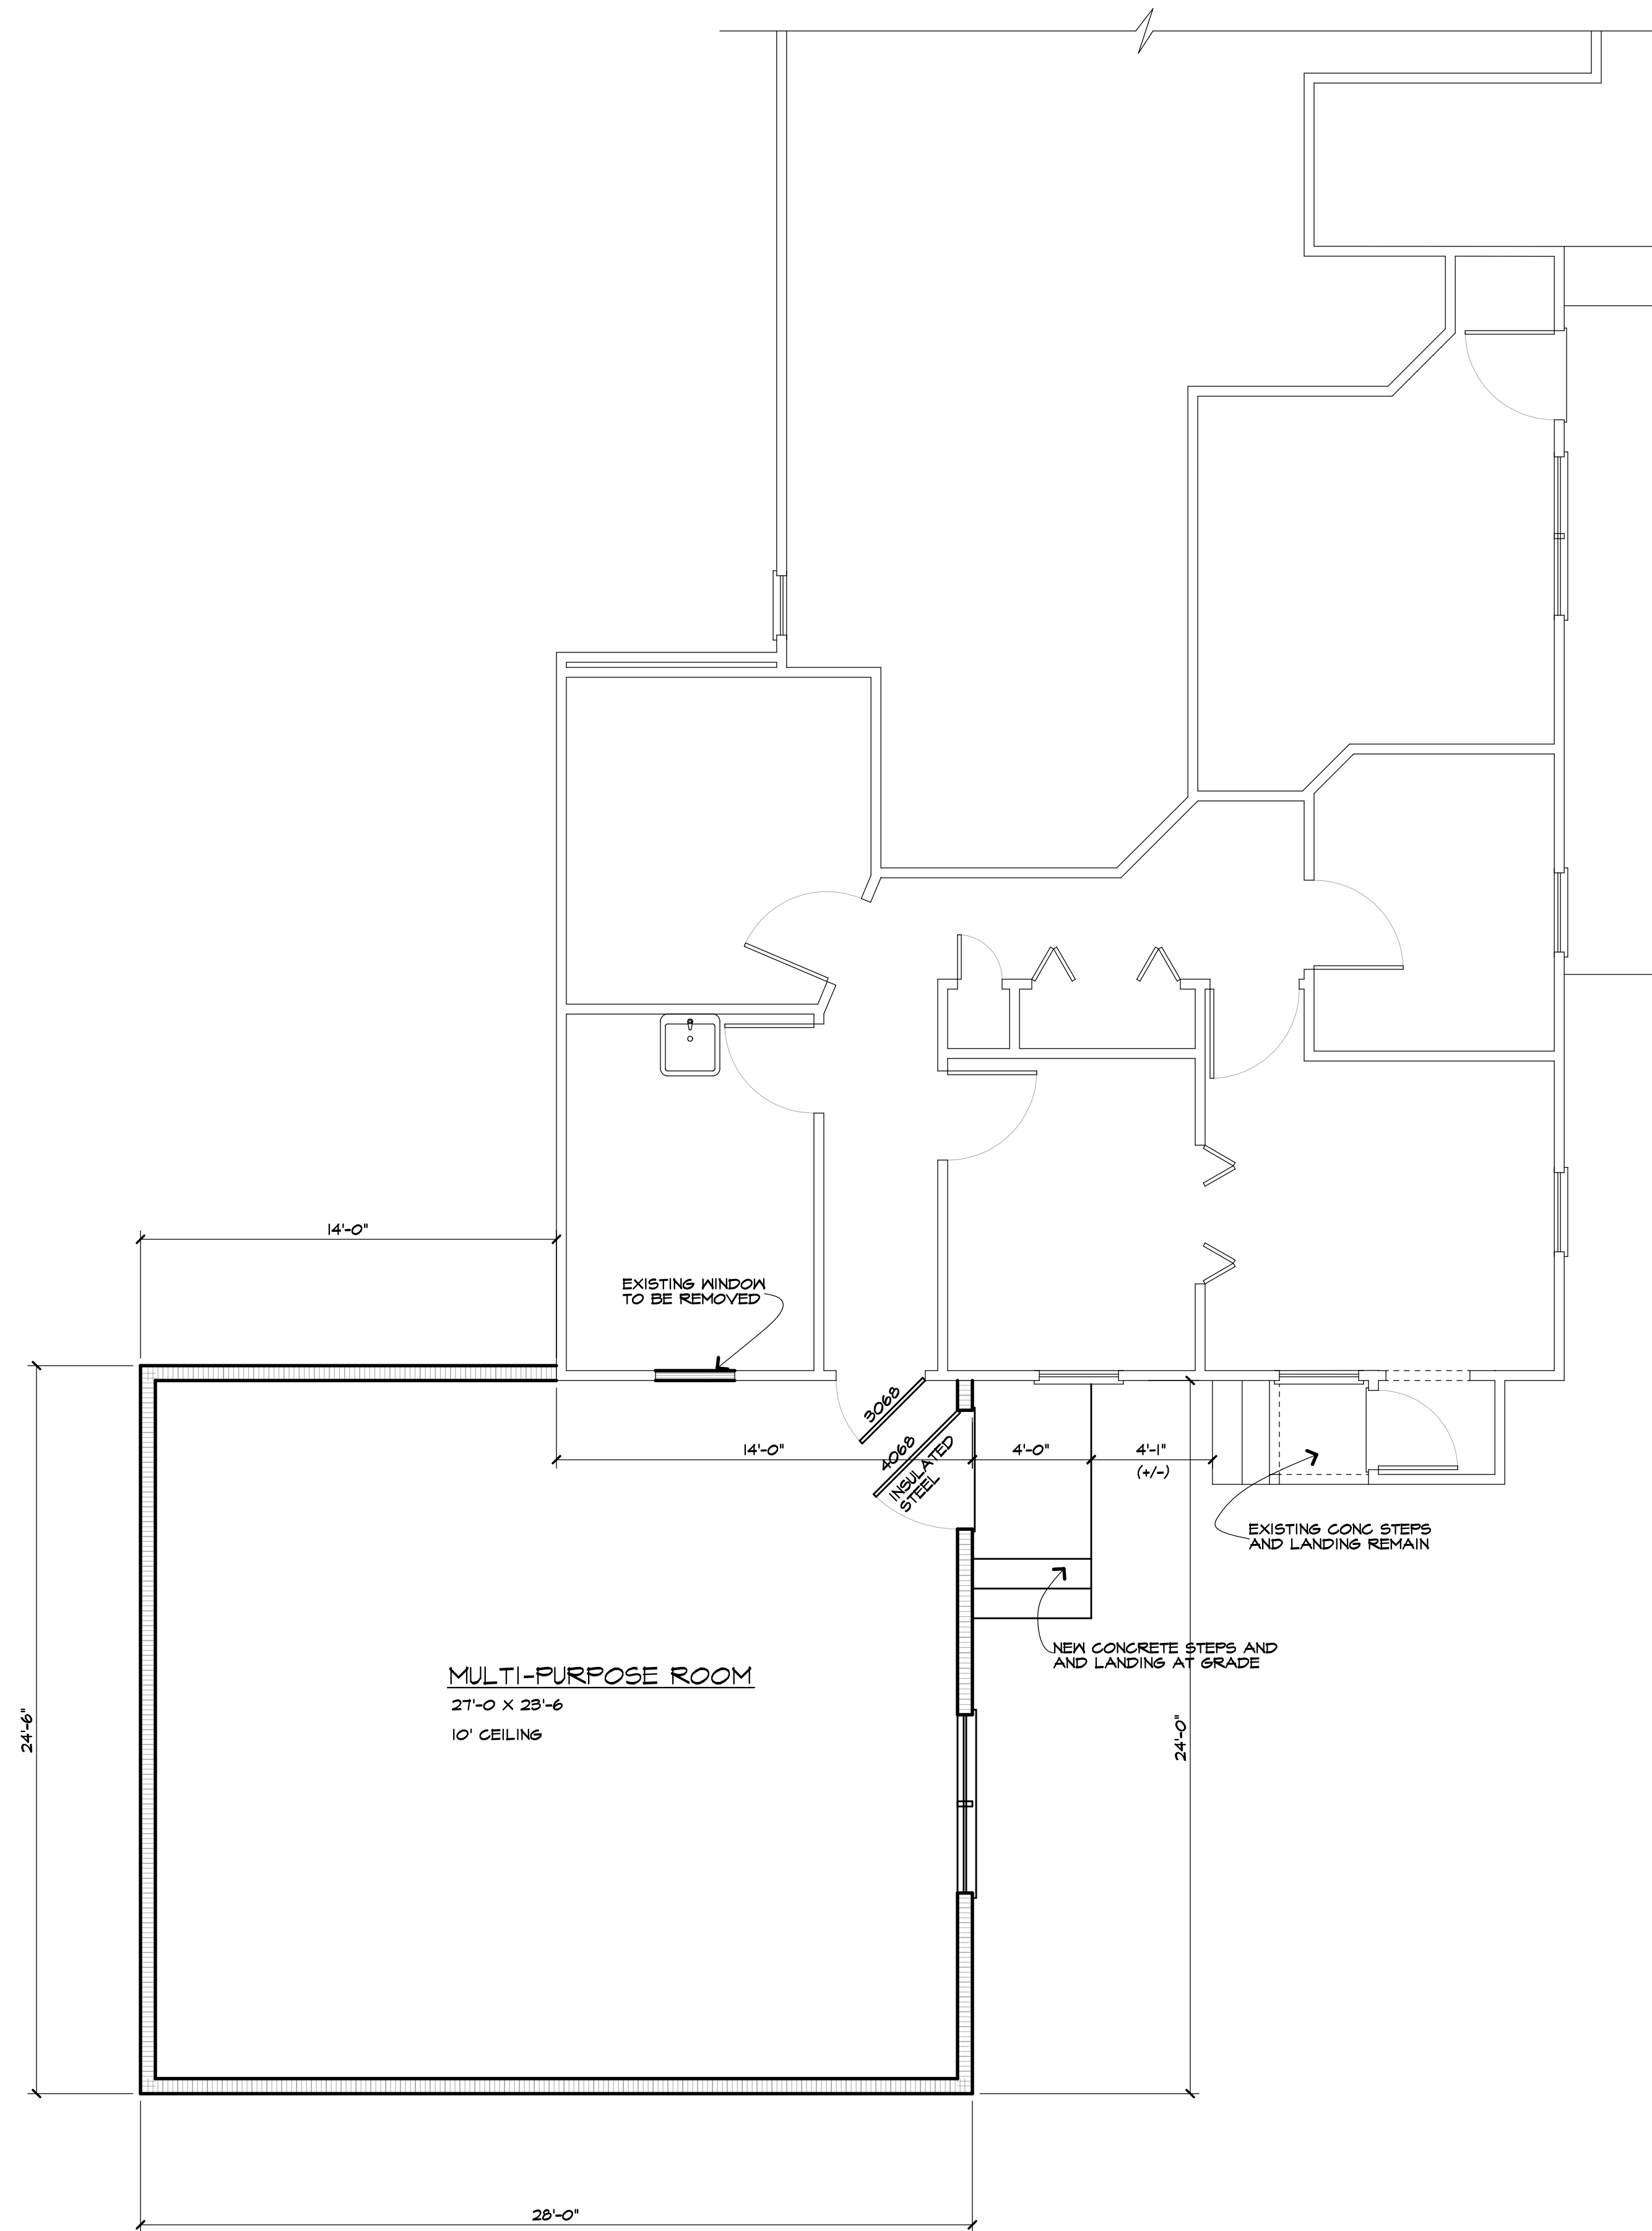 14'-0"
EXISTING WINDOW
TO BE REMOVED
3068
4068
INSULATED
STEEL
14'-0"
4'-0"
4'-1"
(+/-)
EXISTING CONC STEPS
AND LANDING REMAIN
NEW CONCRETE STEPS AND
AND LANDING AT GRADE
MULTI-PURPOSE ROOM
27'-0 X 23'-6
10' CEILING
24'-6"
24'-0"
28'-0"